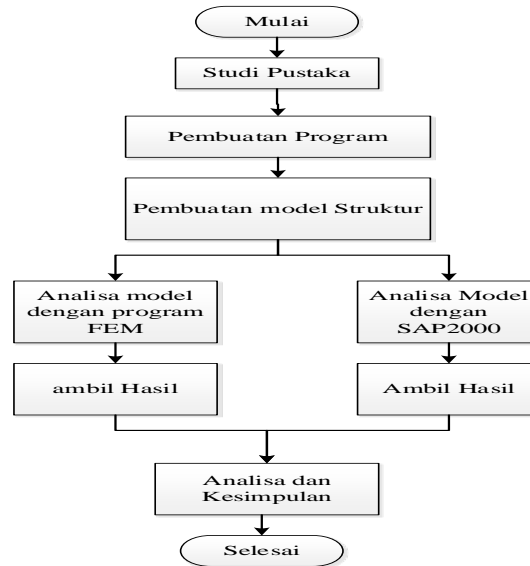 Mulai
Studi Pustaka
Pembuatan Program
Pembuatan model Struktur
Analisa model
dengan program
FEM
Analisa Model
dengan
SAP2000
ambil Hasil
Ambil Hasil
Analisa dan
Kesimpulan
Selesai